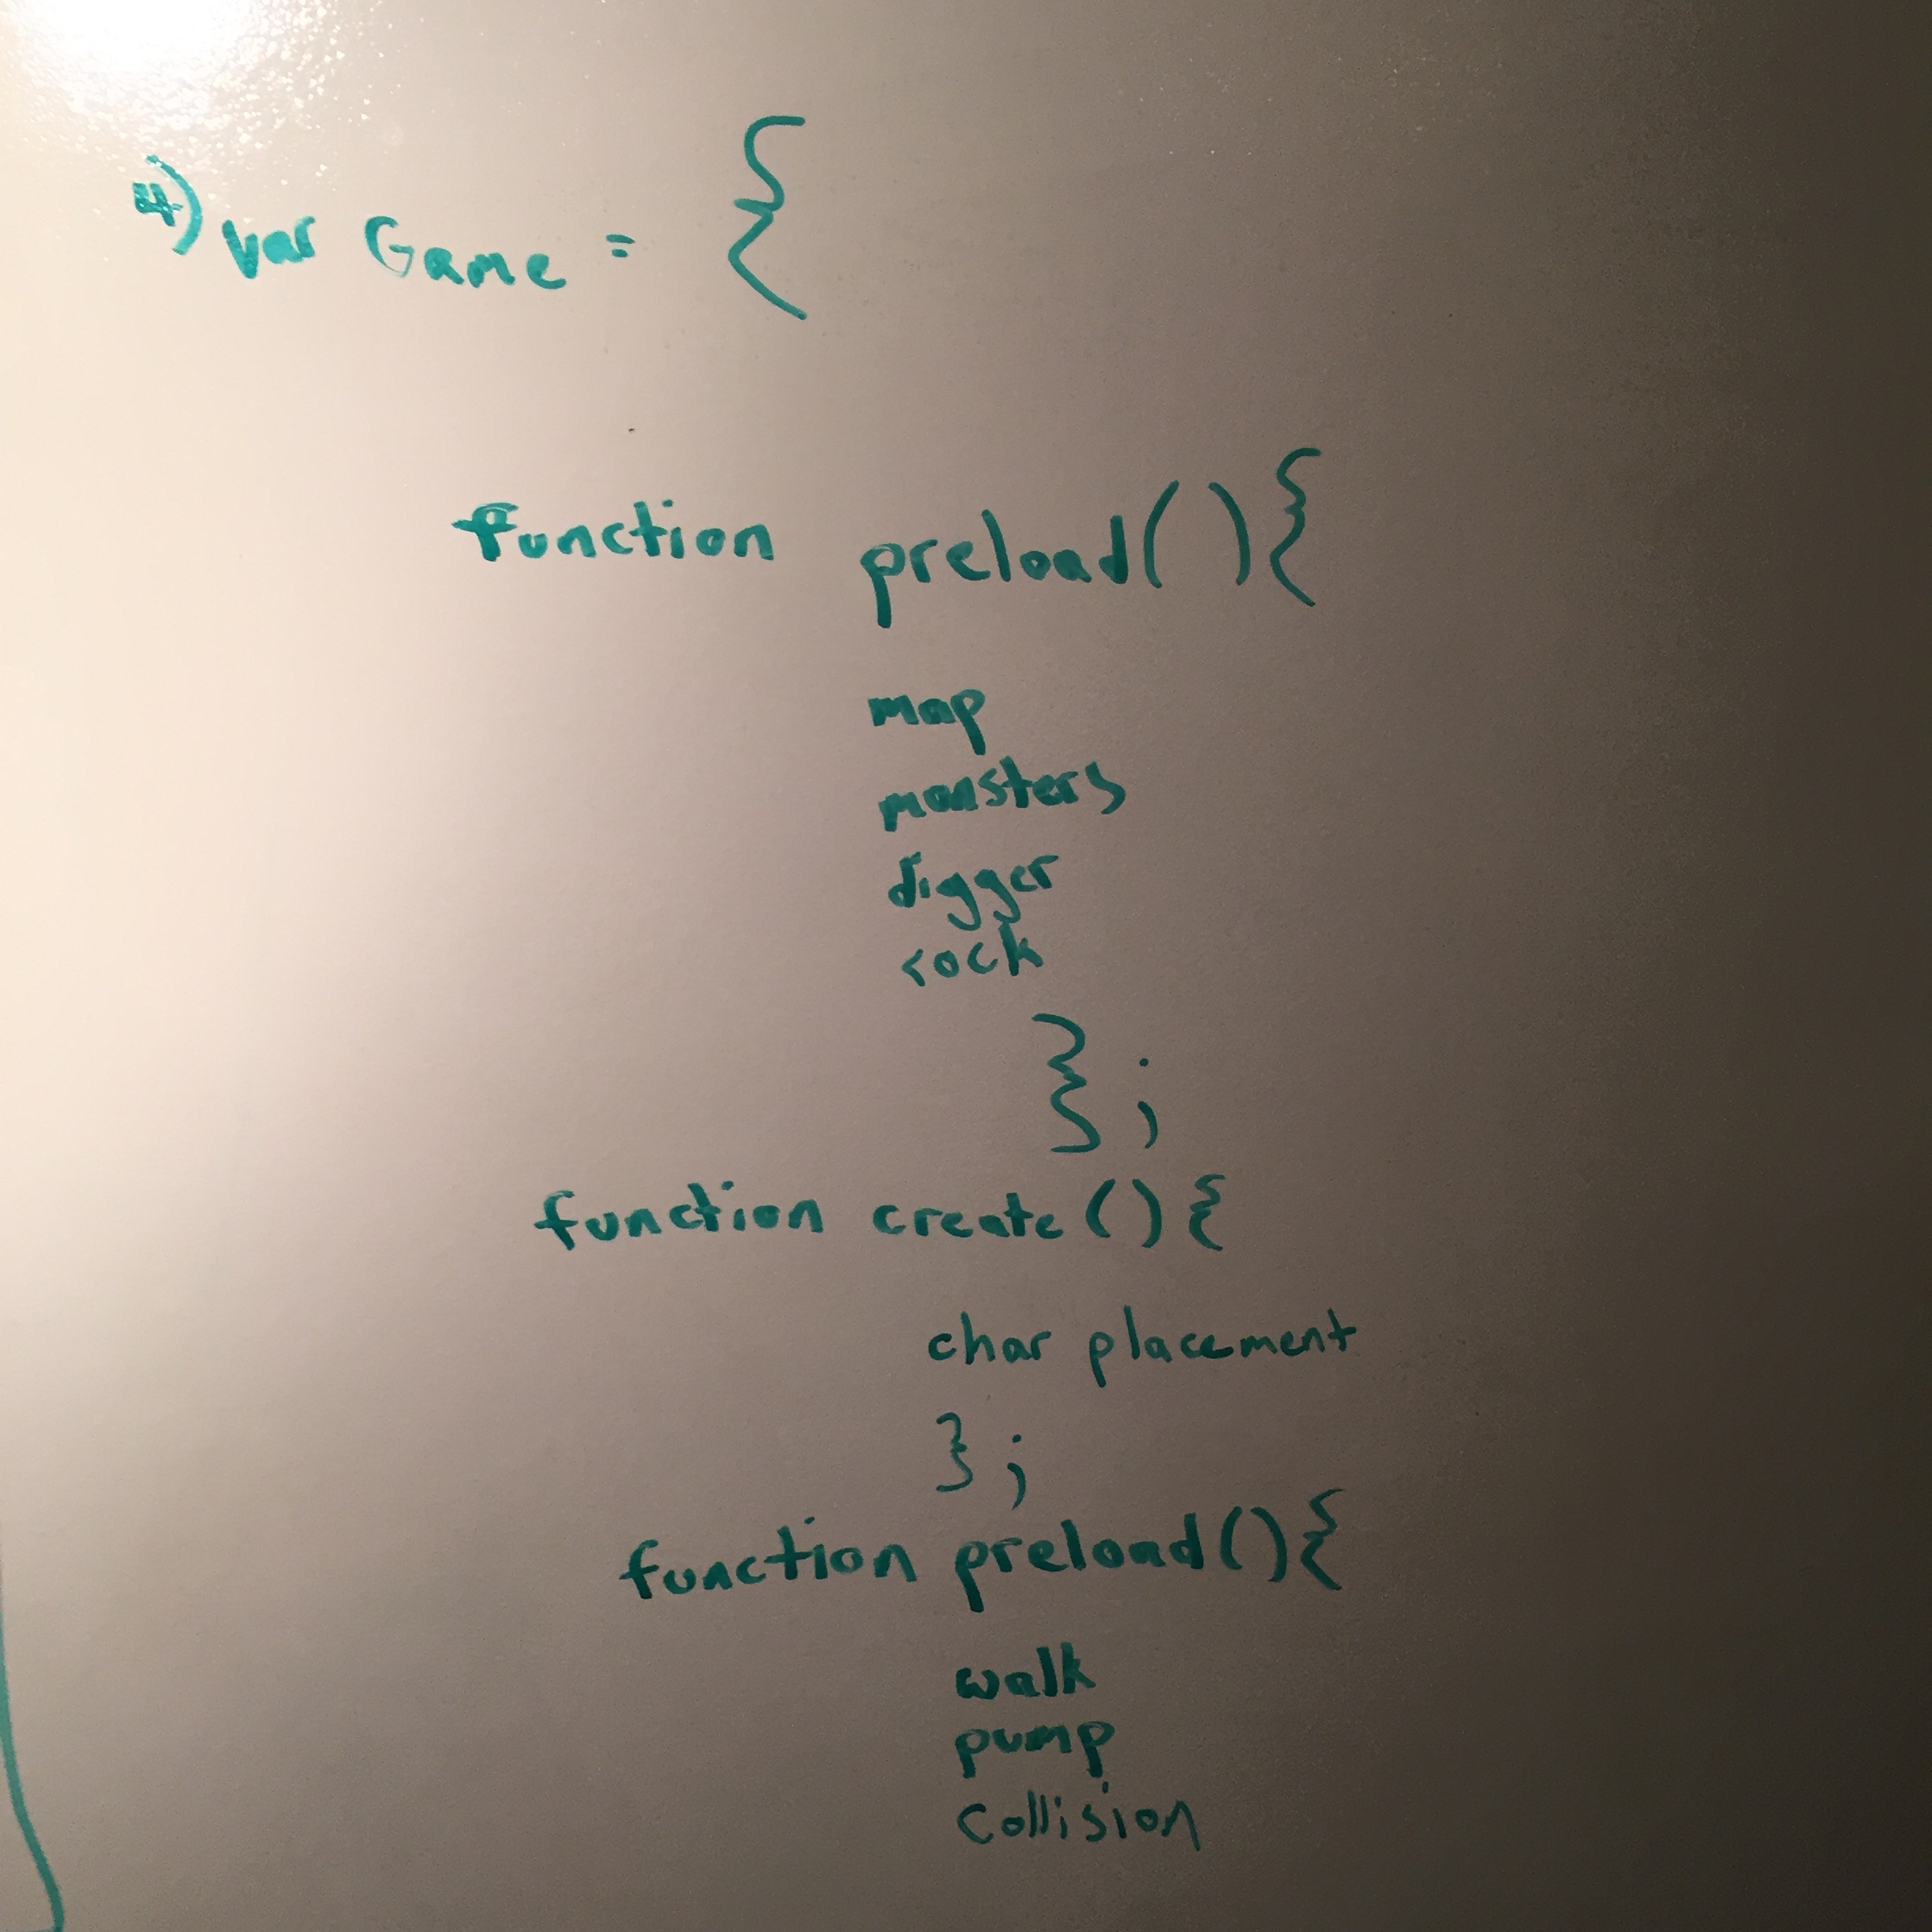 4) var Game = {
function preload(){
map
monsters
digger
rock
};
function create(){
char placement
};
function preload(){
walk
pump
Collision